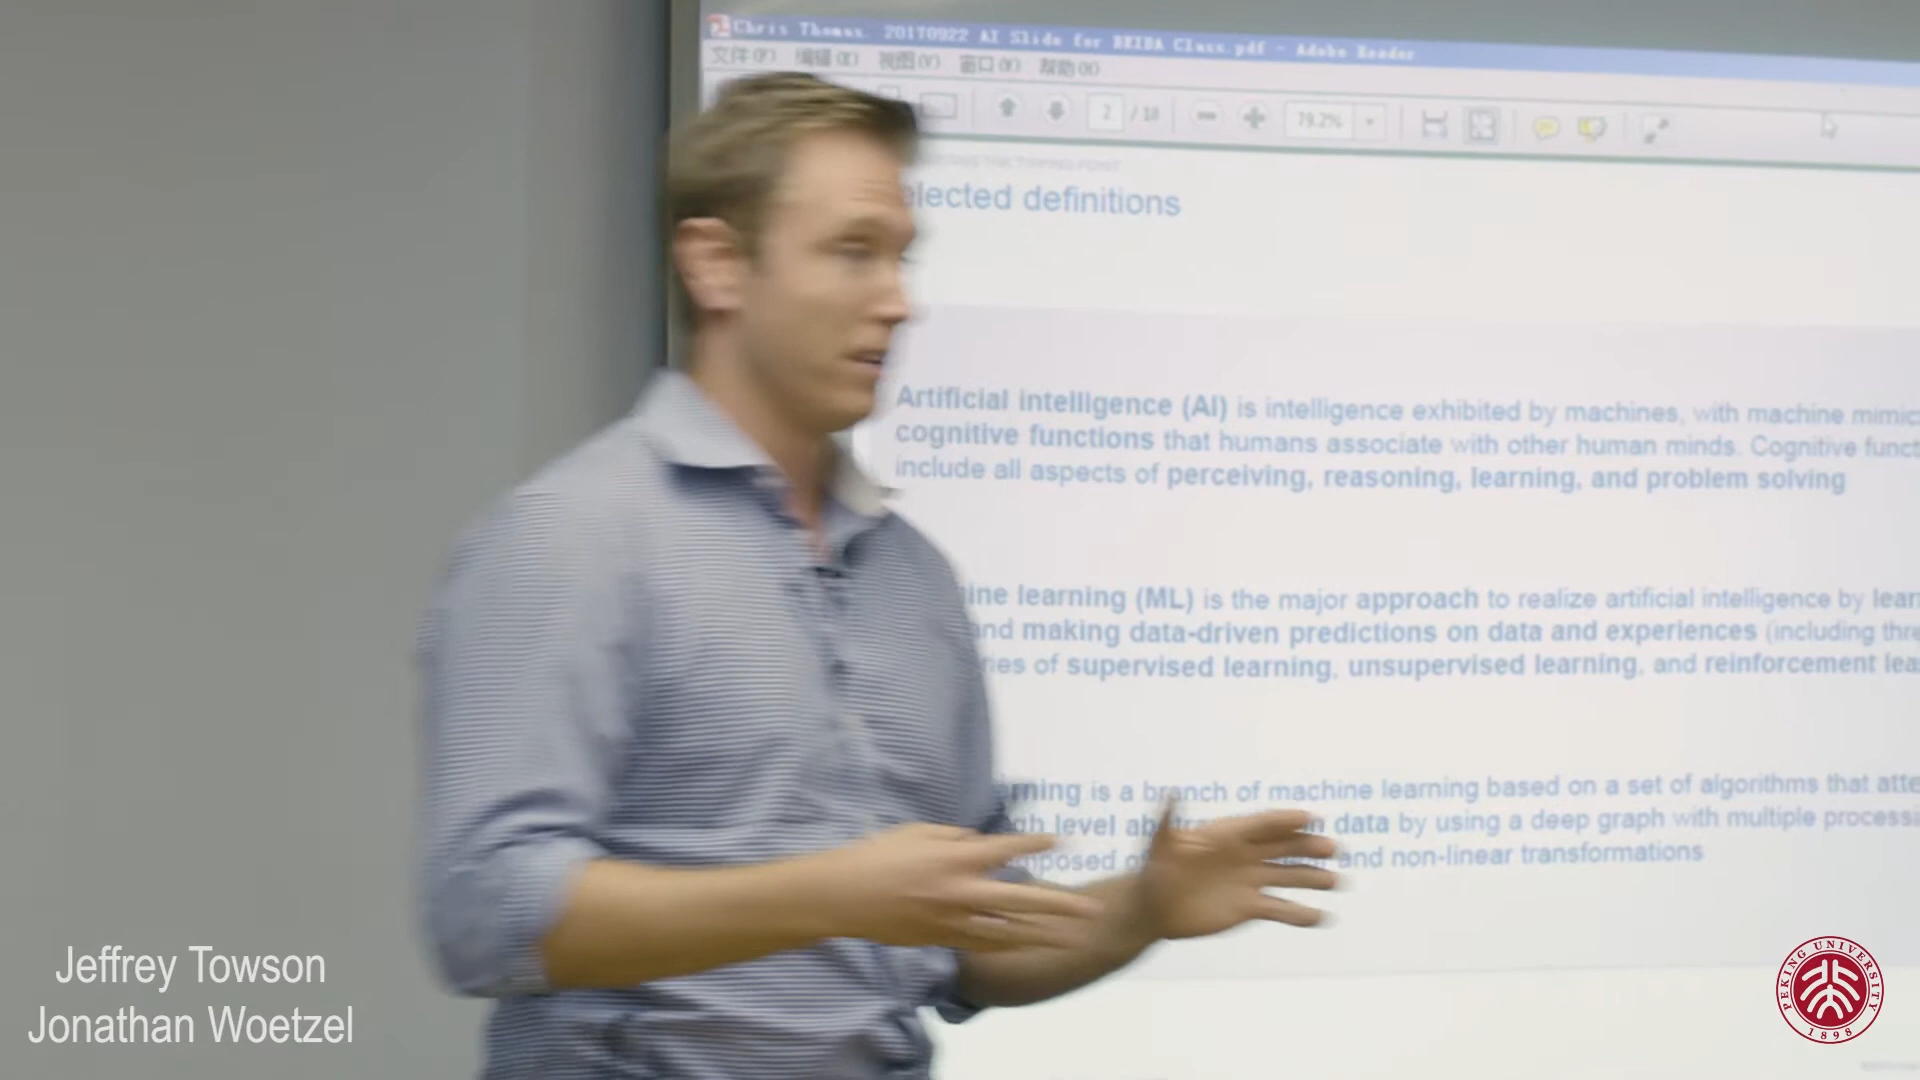 Chris Thomas. 20170922 AI Slide for BEIDA Class.pdf - Adobe Reader
文件(F) 编辑(E) 视图(V) 窗口(W) 帮助(H)
2 / 18 79.2%
elected definitions
Artificial intelligence (AI) is intelligence exhibited by machines, with machine mimic
cognitive functions that humans associate with other human minds. Cognitive funct
include all aspects of perceiving, reasoning, learning, and problem solving
ine learning (ML) is the major approach to realize artificial intelligence by lear
and making data-driven predictions on data and experiences (including thre
ries of supervised learning, unsupervised learning, and reinforcement lea
rning is a branch of machine learning based on a set of algorithms that atte
gh level data by using a deep graph with multiple processi
mposed and non-linear transformations
Jeffrey Towson
Jonathan Woetzel
PEKING UNIVERSITY
1898